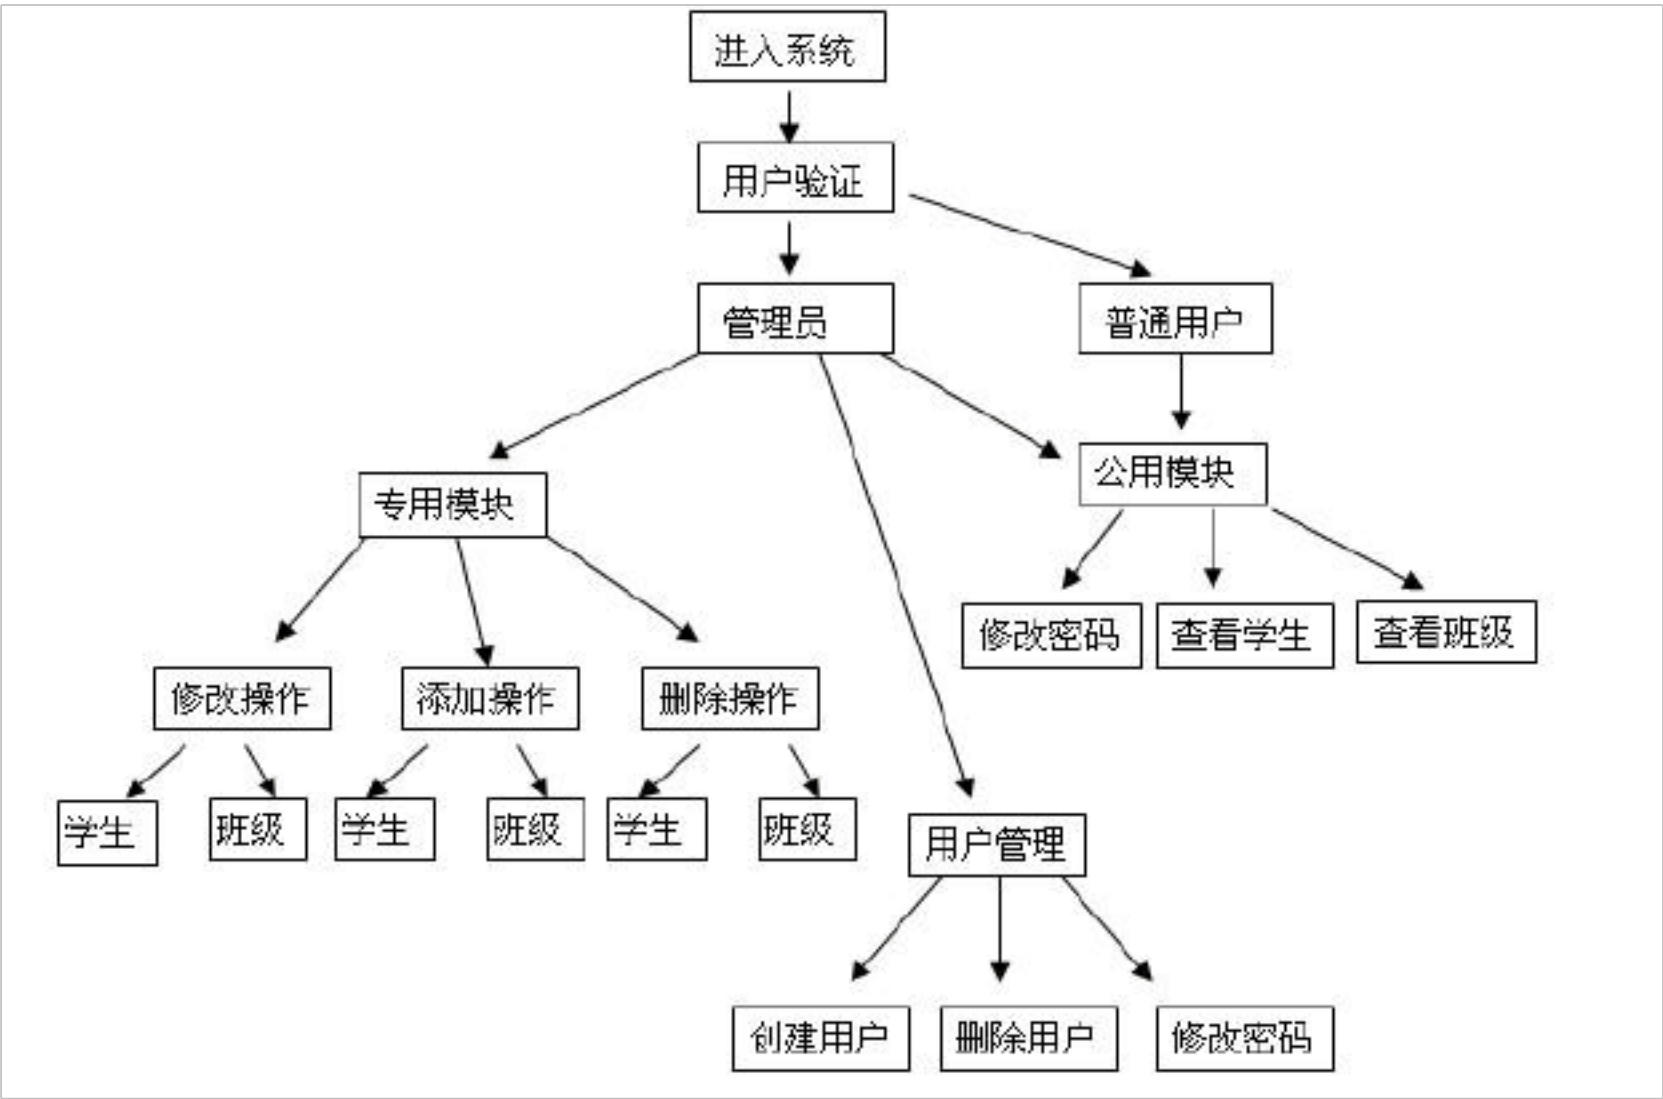 进入系统
用户验证
管理员
普通用户
专用模块
公用模块
修改密码
查看学生
查看班级
修改操作
添加操作
删除操作
学生
班级
学生
班级
学生
班级
用户管理
创建用户
删除用户
修改密码